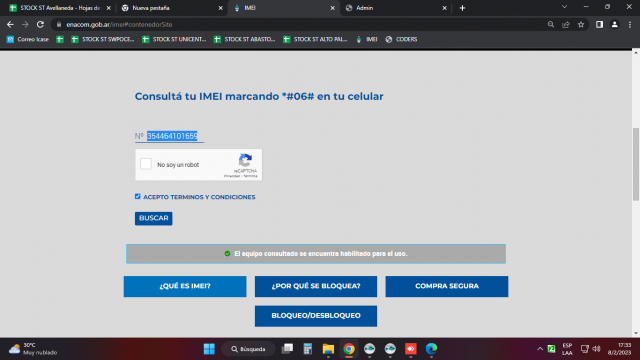 STOCK ST Avellaneda - Hojas de
Nueva pestaña
IMEI
Admin
enacom.gob.ar/imei#contenedorSite
Correo Icase
STOCK ST SWPOCE...
STOCK ST UNICENT...
STOCK ST ABASTO...
STOCK ST ALTO PAL...
IMEI
CODERS
Consultá tu IMEI marcando *#06# en tu celular
Nº 354464101659
No soy un robot
reCAPTCHA
Privacidad - Términos
ACEPTO TERMINOS Y CONDICIONES
BUSCAR
El equipo consultado se encuentra habilitado para el uso.
¿QUÉ ES IMEI?
¿POR QUÉ SE BLOQUEA?
COMPRA SEGURA
BLOQUEO/DESBLOQUEO
30°C
Muy nublado
Búsqueda
ESP
LAA
17:33
8/2/2023